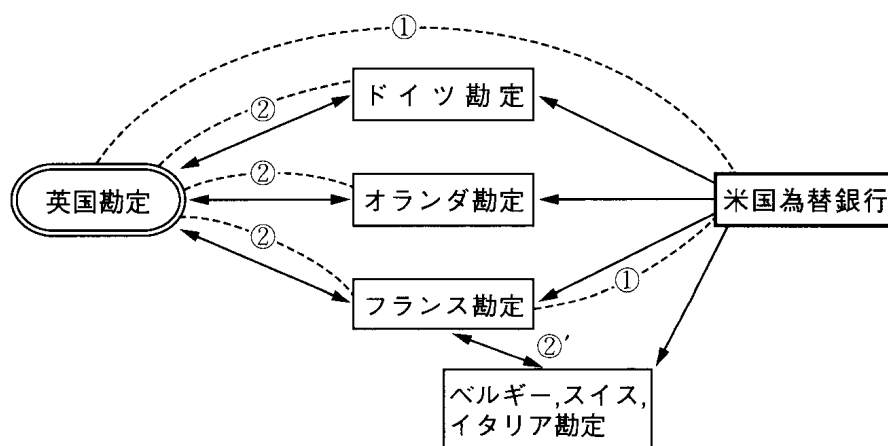 ①
ドイツ勘定
②
②
英国勘定
オランダ勘定
米国為替銀行
②
フランス勘定
①
②′
ベルギー,スイス,
イタリア勘定